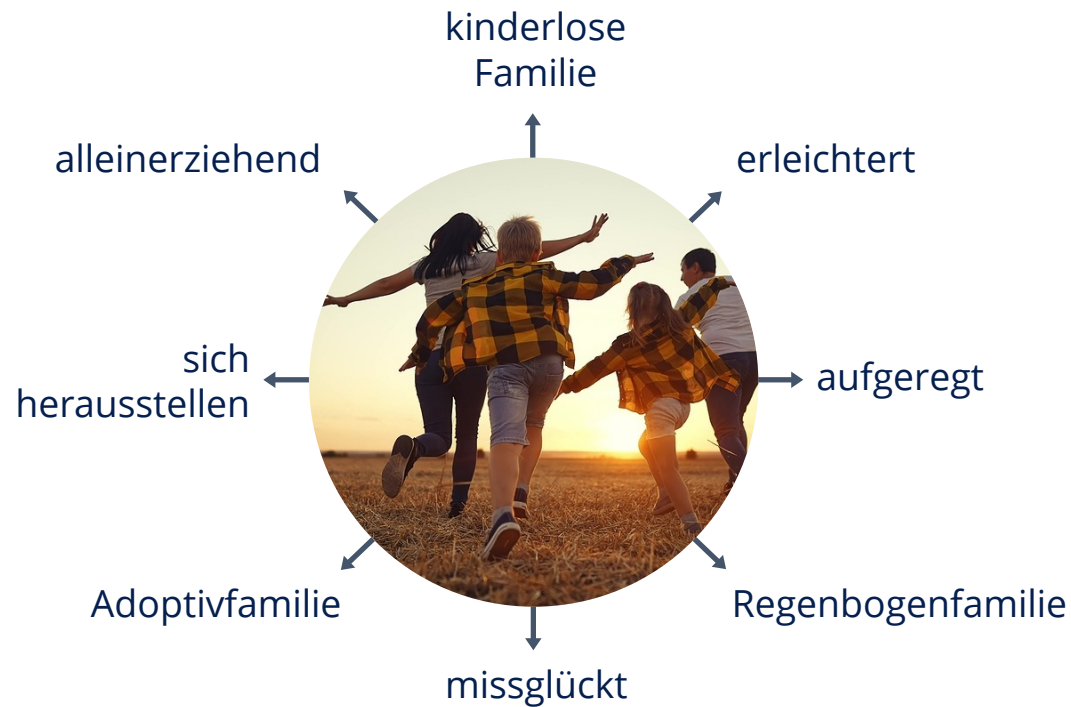 kinderlose
Familie
alleinerziehend
erleichtert
sich
herausstellen
aufgeregt
Adoptivfamilie
Regenbogenfamilie
missglückt